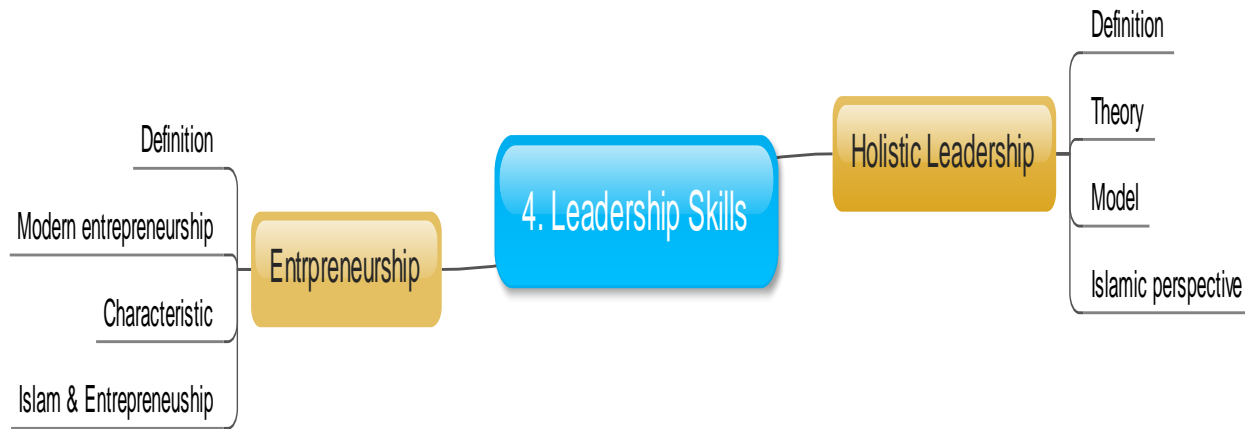 4. Leadership Skills
Holistic Leadership
Definition
Theory
Model
Islamic perspective
Entrpreneurship
Definition
Modern entrepreneurship
Characteristic
Islam & Entrepreneuship